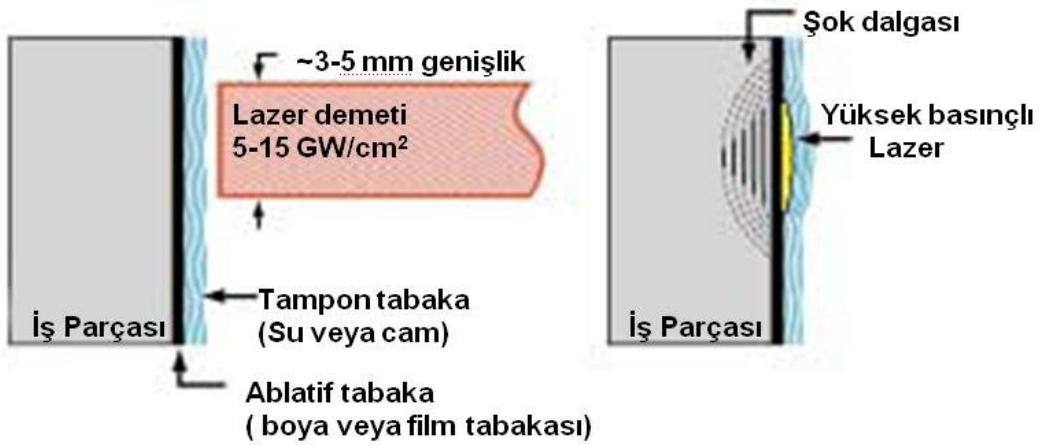 ~3-5 mm genişlik
Lazer demeti
5-15 GW/cm²
Tampon tabaka
(Su veya cam)
İş Parçası
Ablatif tabaka
( boya veya film tabakası)
Şok dalgası
Yüksek basınçlı
Lazer
İş Parçası